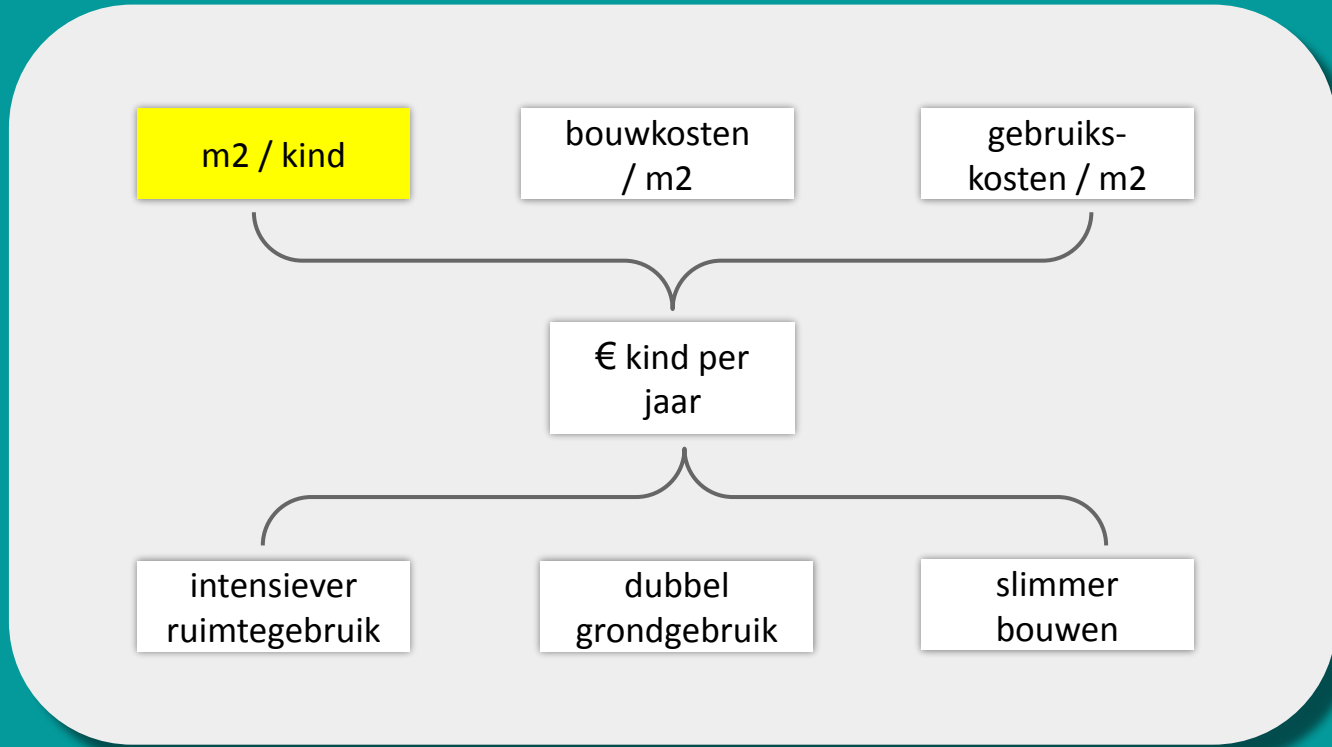 m2 / kind
bouwkosten
/ m2
gebruiks-
kosten / m2
€ kind per
jaar
intensiever
ruimtegebruik
dubbel
grondgebruik
slimmer
bouwen